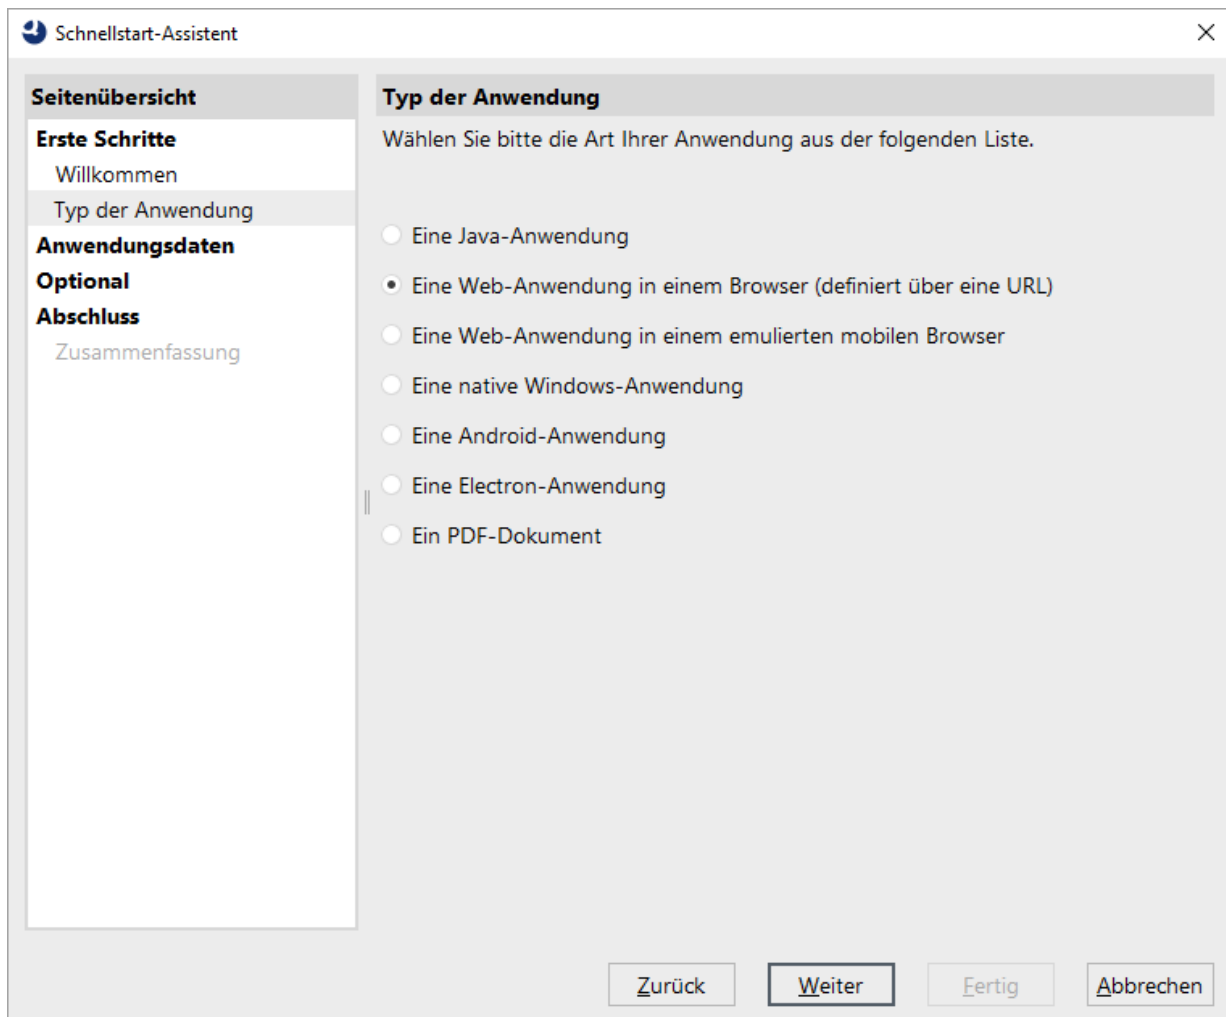 Schnellstart-Assistent
Seitenübersicht
Erste Schritte
Willkommen
Typ der Anwendung
Anwendungsdaten
Optional
Abschluss
Zusammenfassung
Typ der Anwendung
Wählen Sie bitte die Art Ihrer Anwendung aus der folgenden Liste.
Eine Java-Anwendung
Eine Web-Anwendung in einem Browser (definiert über eine URL)
Eine Web-Anwendung in einem emulierten mobilen Browser
Eine native Windows-Anwendung
Eine Android-Anwendung
Eine Electron-Anwendung
Ein PDF-Dokument
Zurück Weiter Fertig Abbrechen